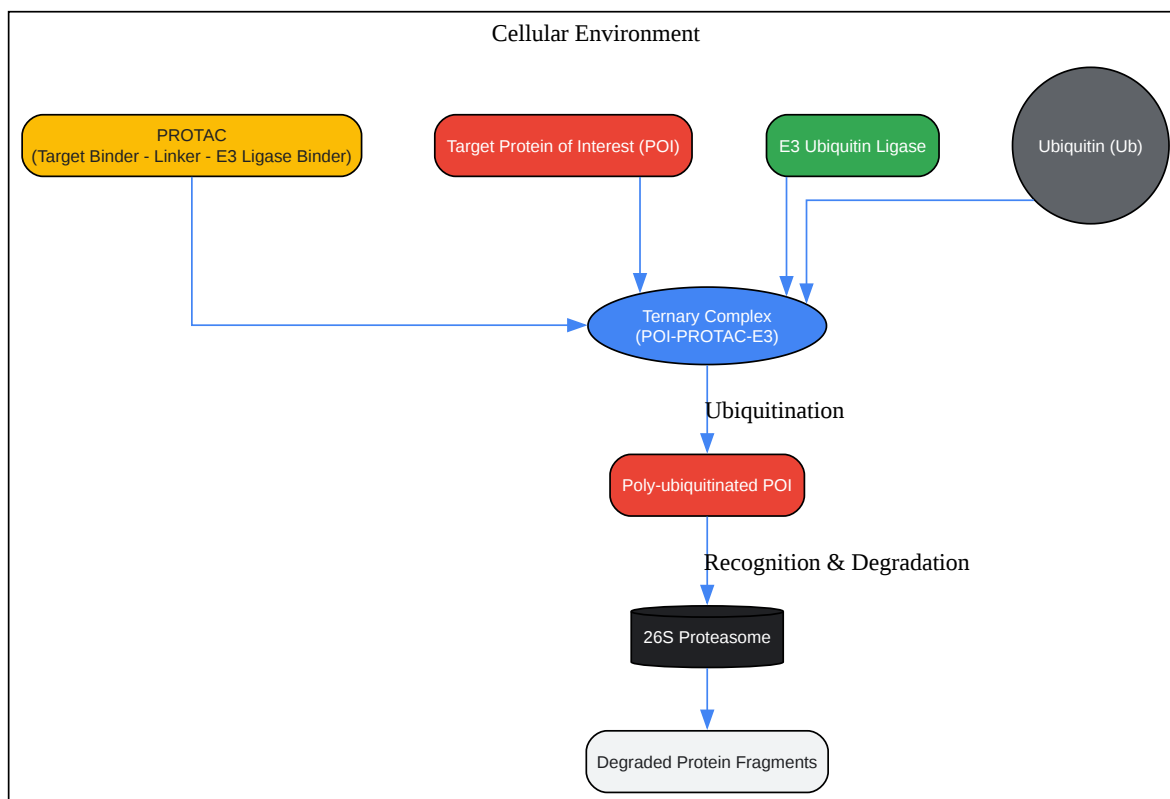 Cellular Environment
PROTAC
(Target Binder - Linker - E3 Ligase Binder)
Target Protein of Interest (POI)
E3 Ubiquitin Ligase
Ubiquitin (Ub)
Ternary Complex
(POI-PROTAC-E3)
Ubiquitination
Poly-ubiquitinated POI
Recognition & Degradation
26S Proteasome
Degraded Protein Fragments